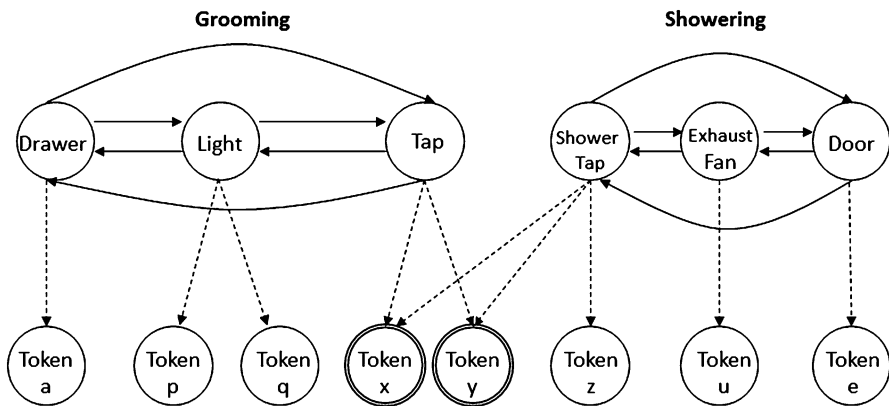 Grooming
Showering
Drawer
Light
Tap
Shower
Tap
Exhaust
Fan
Door
Token
a
Token
p
Token
q
Token
x
Token
y
Token
z
Token
u
Token
e